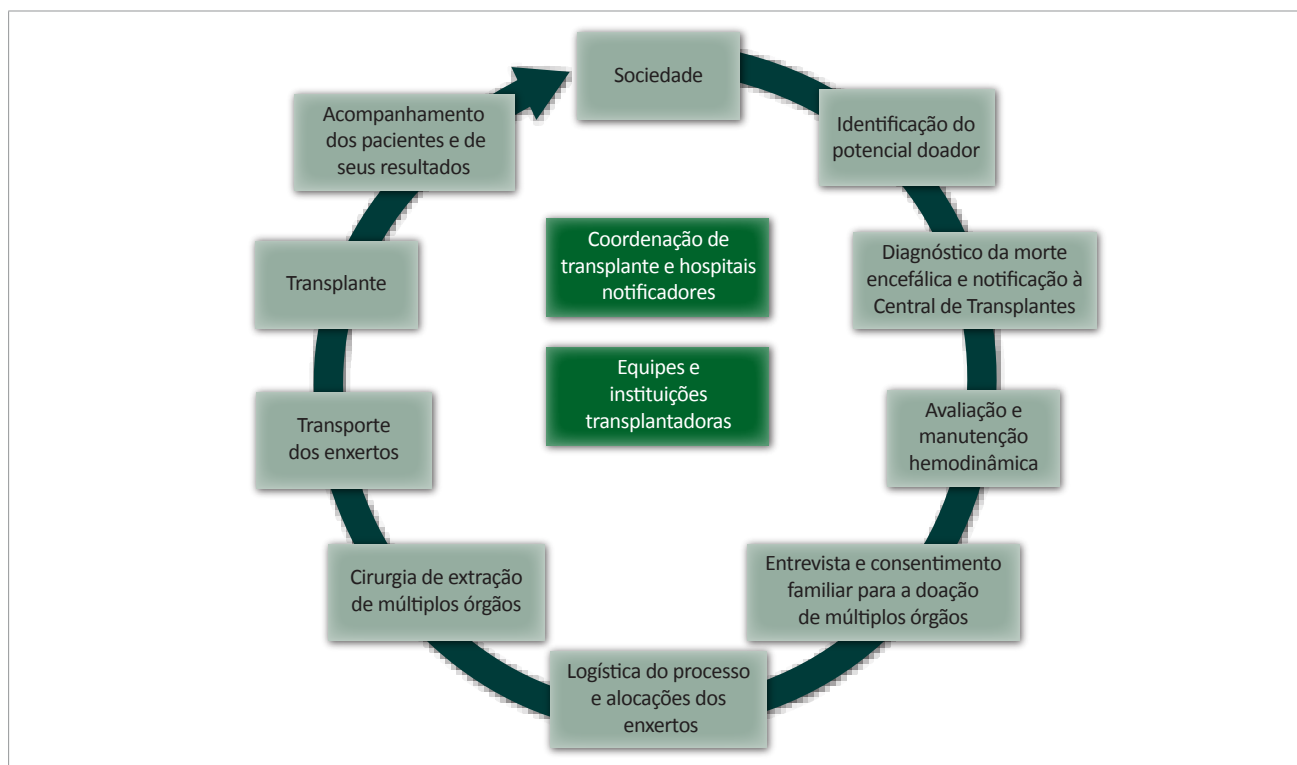 Sociedade
Identificação do
potencial doador
Diagnóstico da morte
encefálica e notificação à
Central de Transplantes
Avaliação e
manutenção
hemodinâmica
Entrevista e consentimento
familiar para a doação
de múltiplos órgãos
Logística do processo
e alocações dos
enxertos
Cirurgia de extração
de múltiplos órgãos
Transporte
dos enxertos
Transplante
Acompanhamento
dos pacientes e de
seus resultados
Coordenação de
transplante e hospitais
notificadores
Equipes e
instituições
transplantadoras